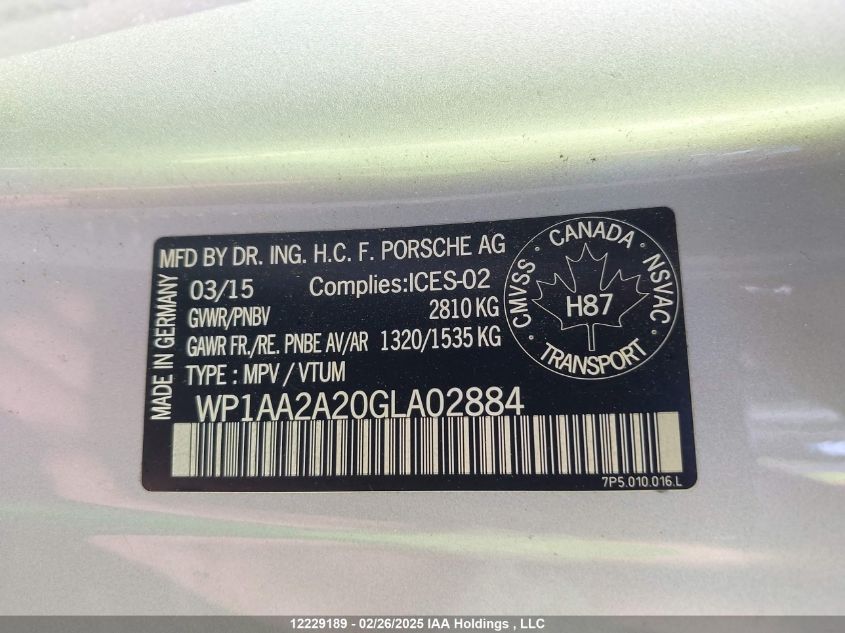 MFD BY DR. ING. H.C. F. PORSCHE AG
MADE IN GERMANY
03/15 Complies:ICES-02
GVWR/PNBV 2810 KG
GAWR FR./RE. PNBE AV/AR 1320/1535 KG
TYPE : MPV / VTUM
CMVSS · CANADA · NSVAC
H87
· TRANSPORT ·
WP1AA2A20GLA02884
7P5.010.016.L
12229189 - 02/26/2025 IAA Holdings , LLC